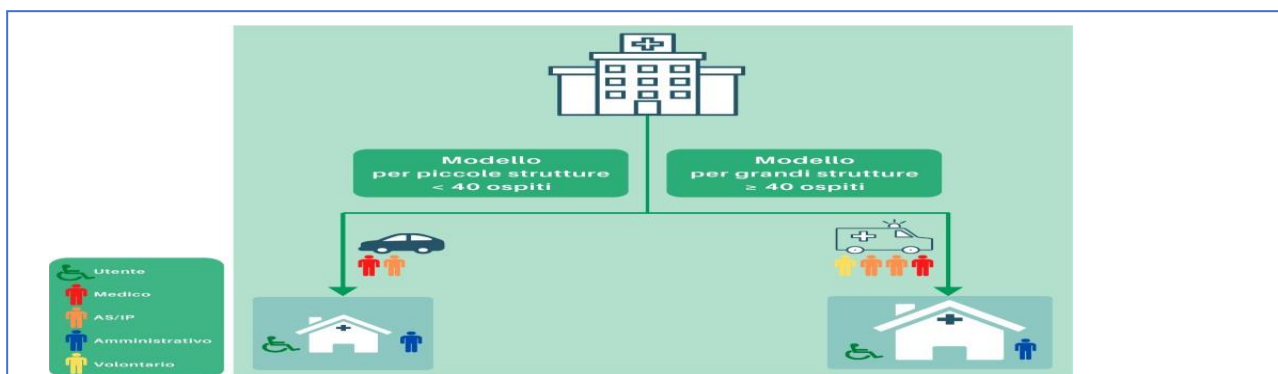 Modello
per piccole strutture
< 40 ospiti
Modello
per grandi strutture
≥ 40 ospiti
Utente
Medico
AS/IP
Amministrativo
Volontario